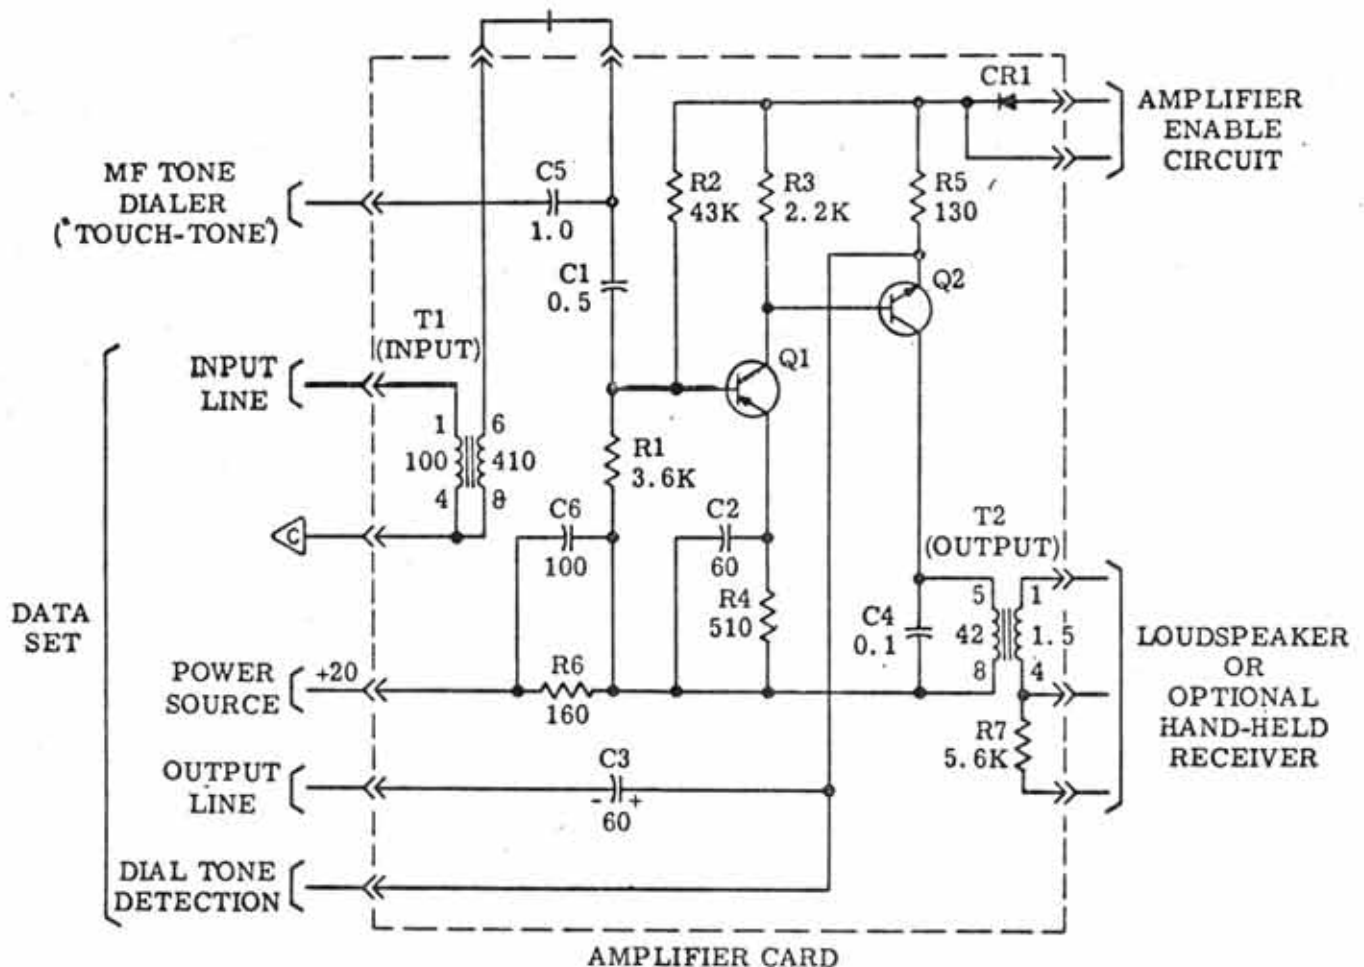 CR1
AMPLIFIER
ENABLE
CIRCUIT
MF TONE
DIALER
("TOUCH-TONE")
C5
1.0
R2
43K
R3
2.2K
R5
130
C1
0.5
Q2
T1
(INPUT)
INPUT
LINE
Q1
1
6
100
410
4
8
R1
3.6K
C
C6
100
C2
60
T2
(OUTPUT)
R4
510
C4
0.1
5
1
42
1.5
8
4
DATA
SET
LOUDSPEAKER
OR
OPTIONAL
HAND-HELD
RECEIVER
POWER
SOURCE
+20
R6
160
R7
5.6K
OUTPUT
LINE
C3
- +
60
DIAL TONE
DETECTION
AMPLIFIER CARD